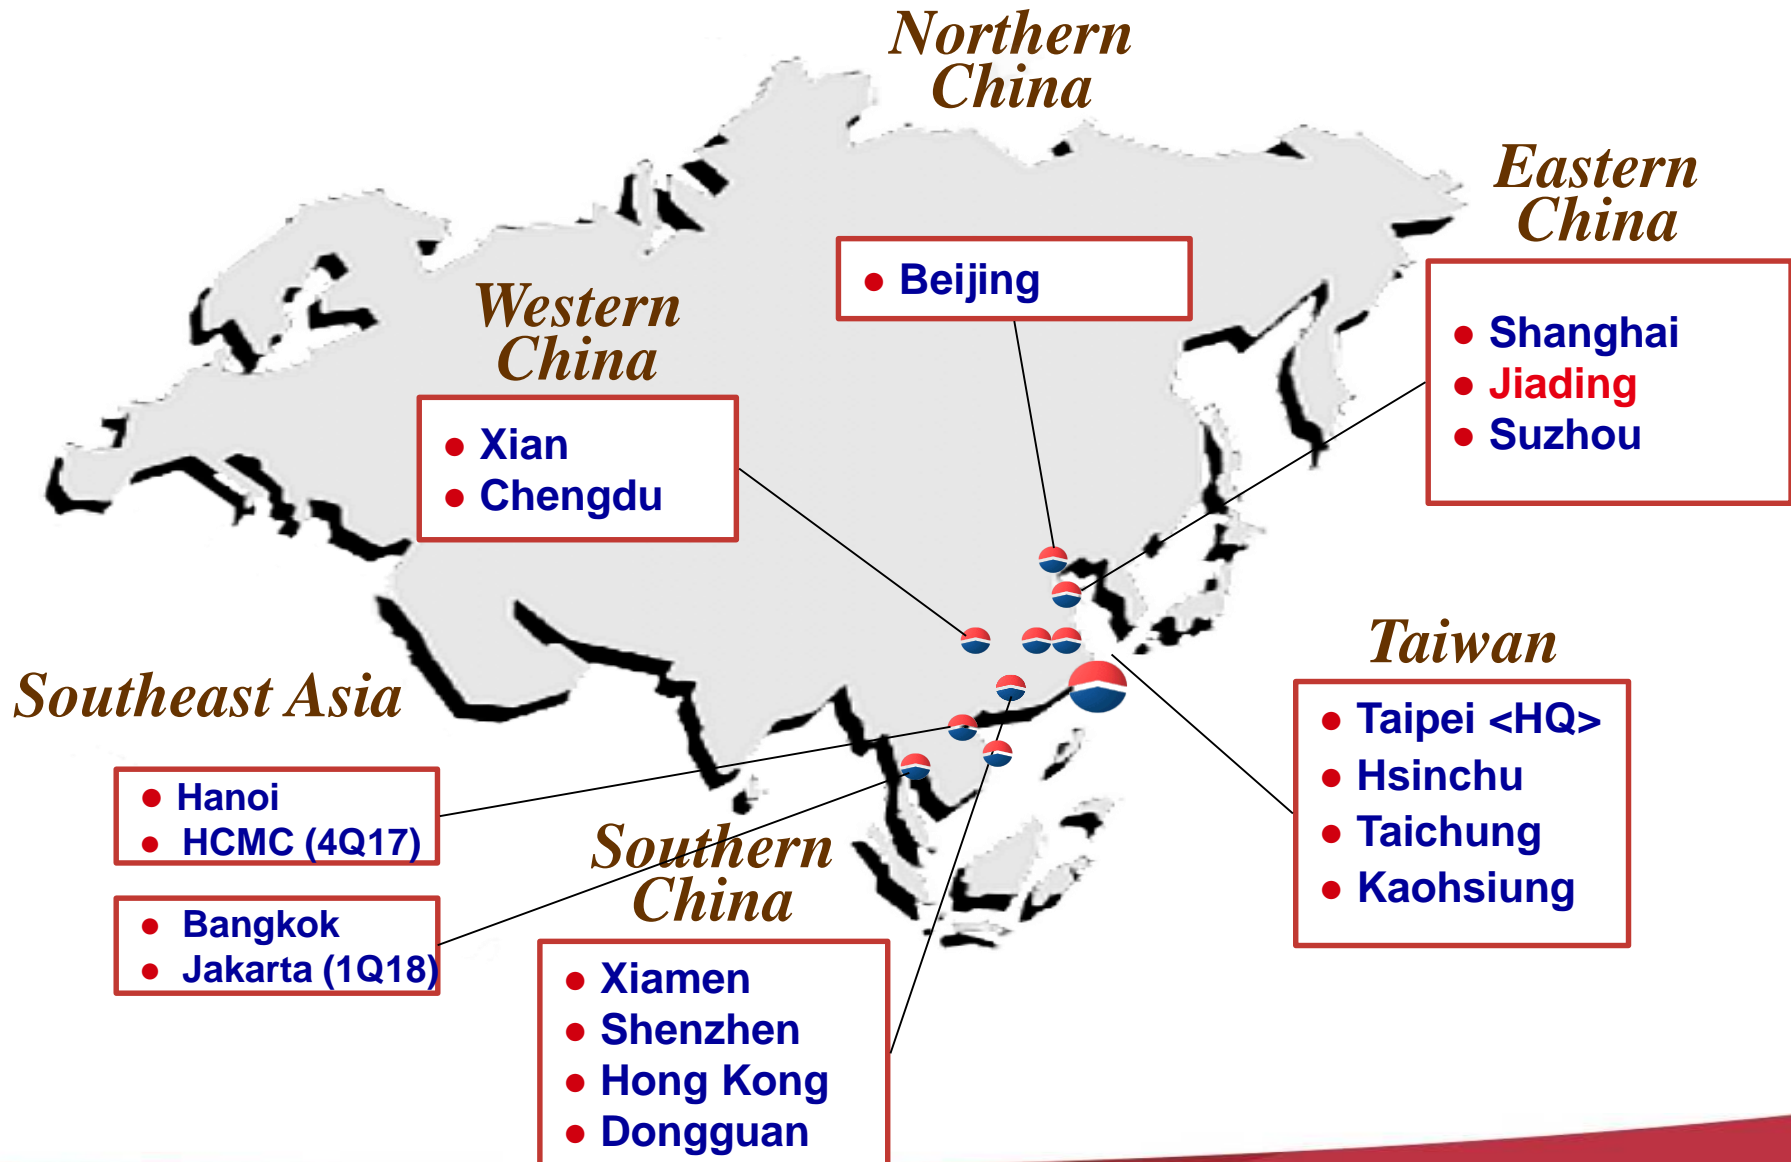 Northern
China
• Beijing
Eastern
China
• Shanghai
• Jiading
• Suzhou
Western
China
• Xian
• Chengdu
Taiwan
• Taipei <HQ>
• Hsinchu
• Taichung
• Kaohsiung
Southeast Asia
• Hanoi
• HCMC (4Q17)
• Bangkok
• Jakarta (1Q18)
Southern
China
• Xiamen
• Shenzhen
• Hong Kong
• Dongguan